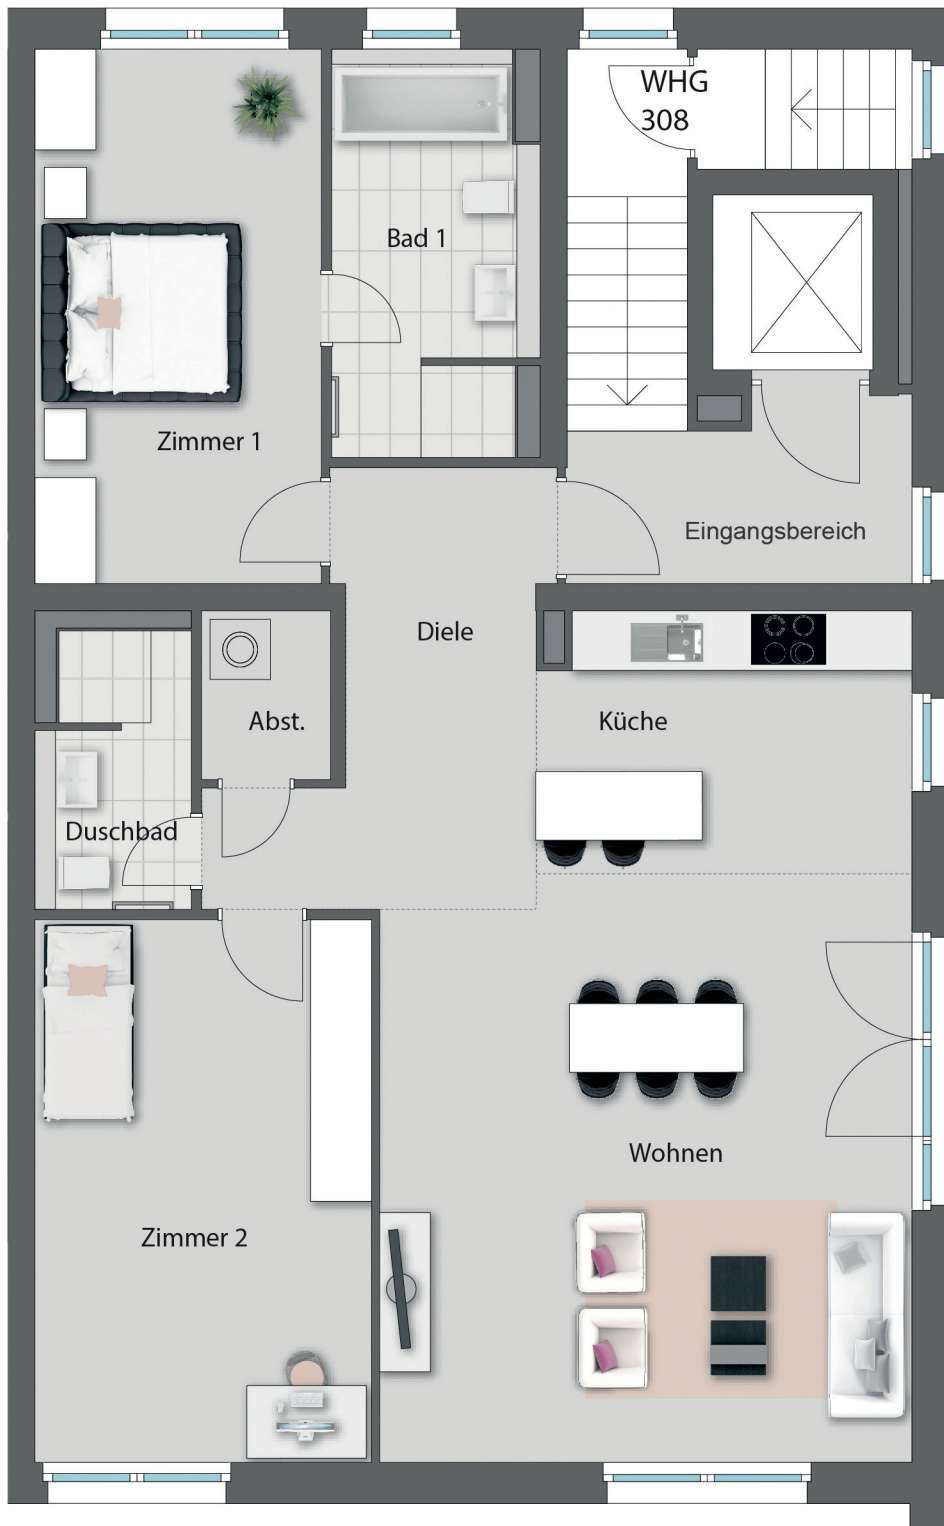 WHG
308
Bad 1
Zimmer 1
Eingangsbereich
Diele
Abst.
Küche
Duschbad
Wohnen
Zimmer 2